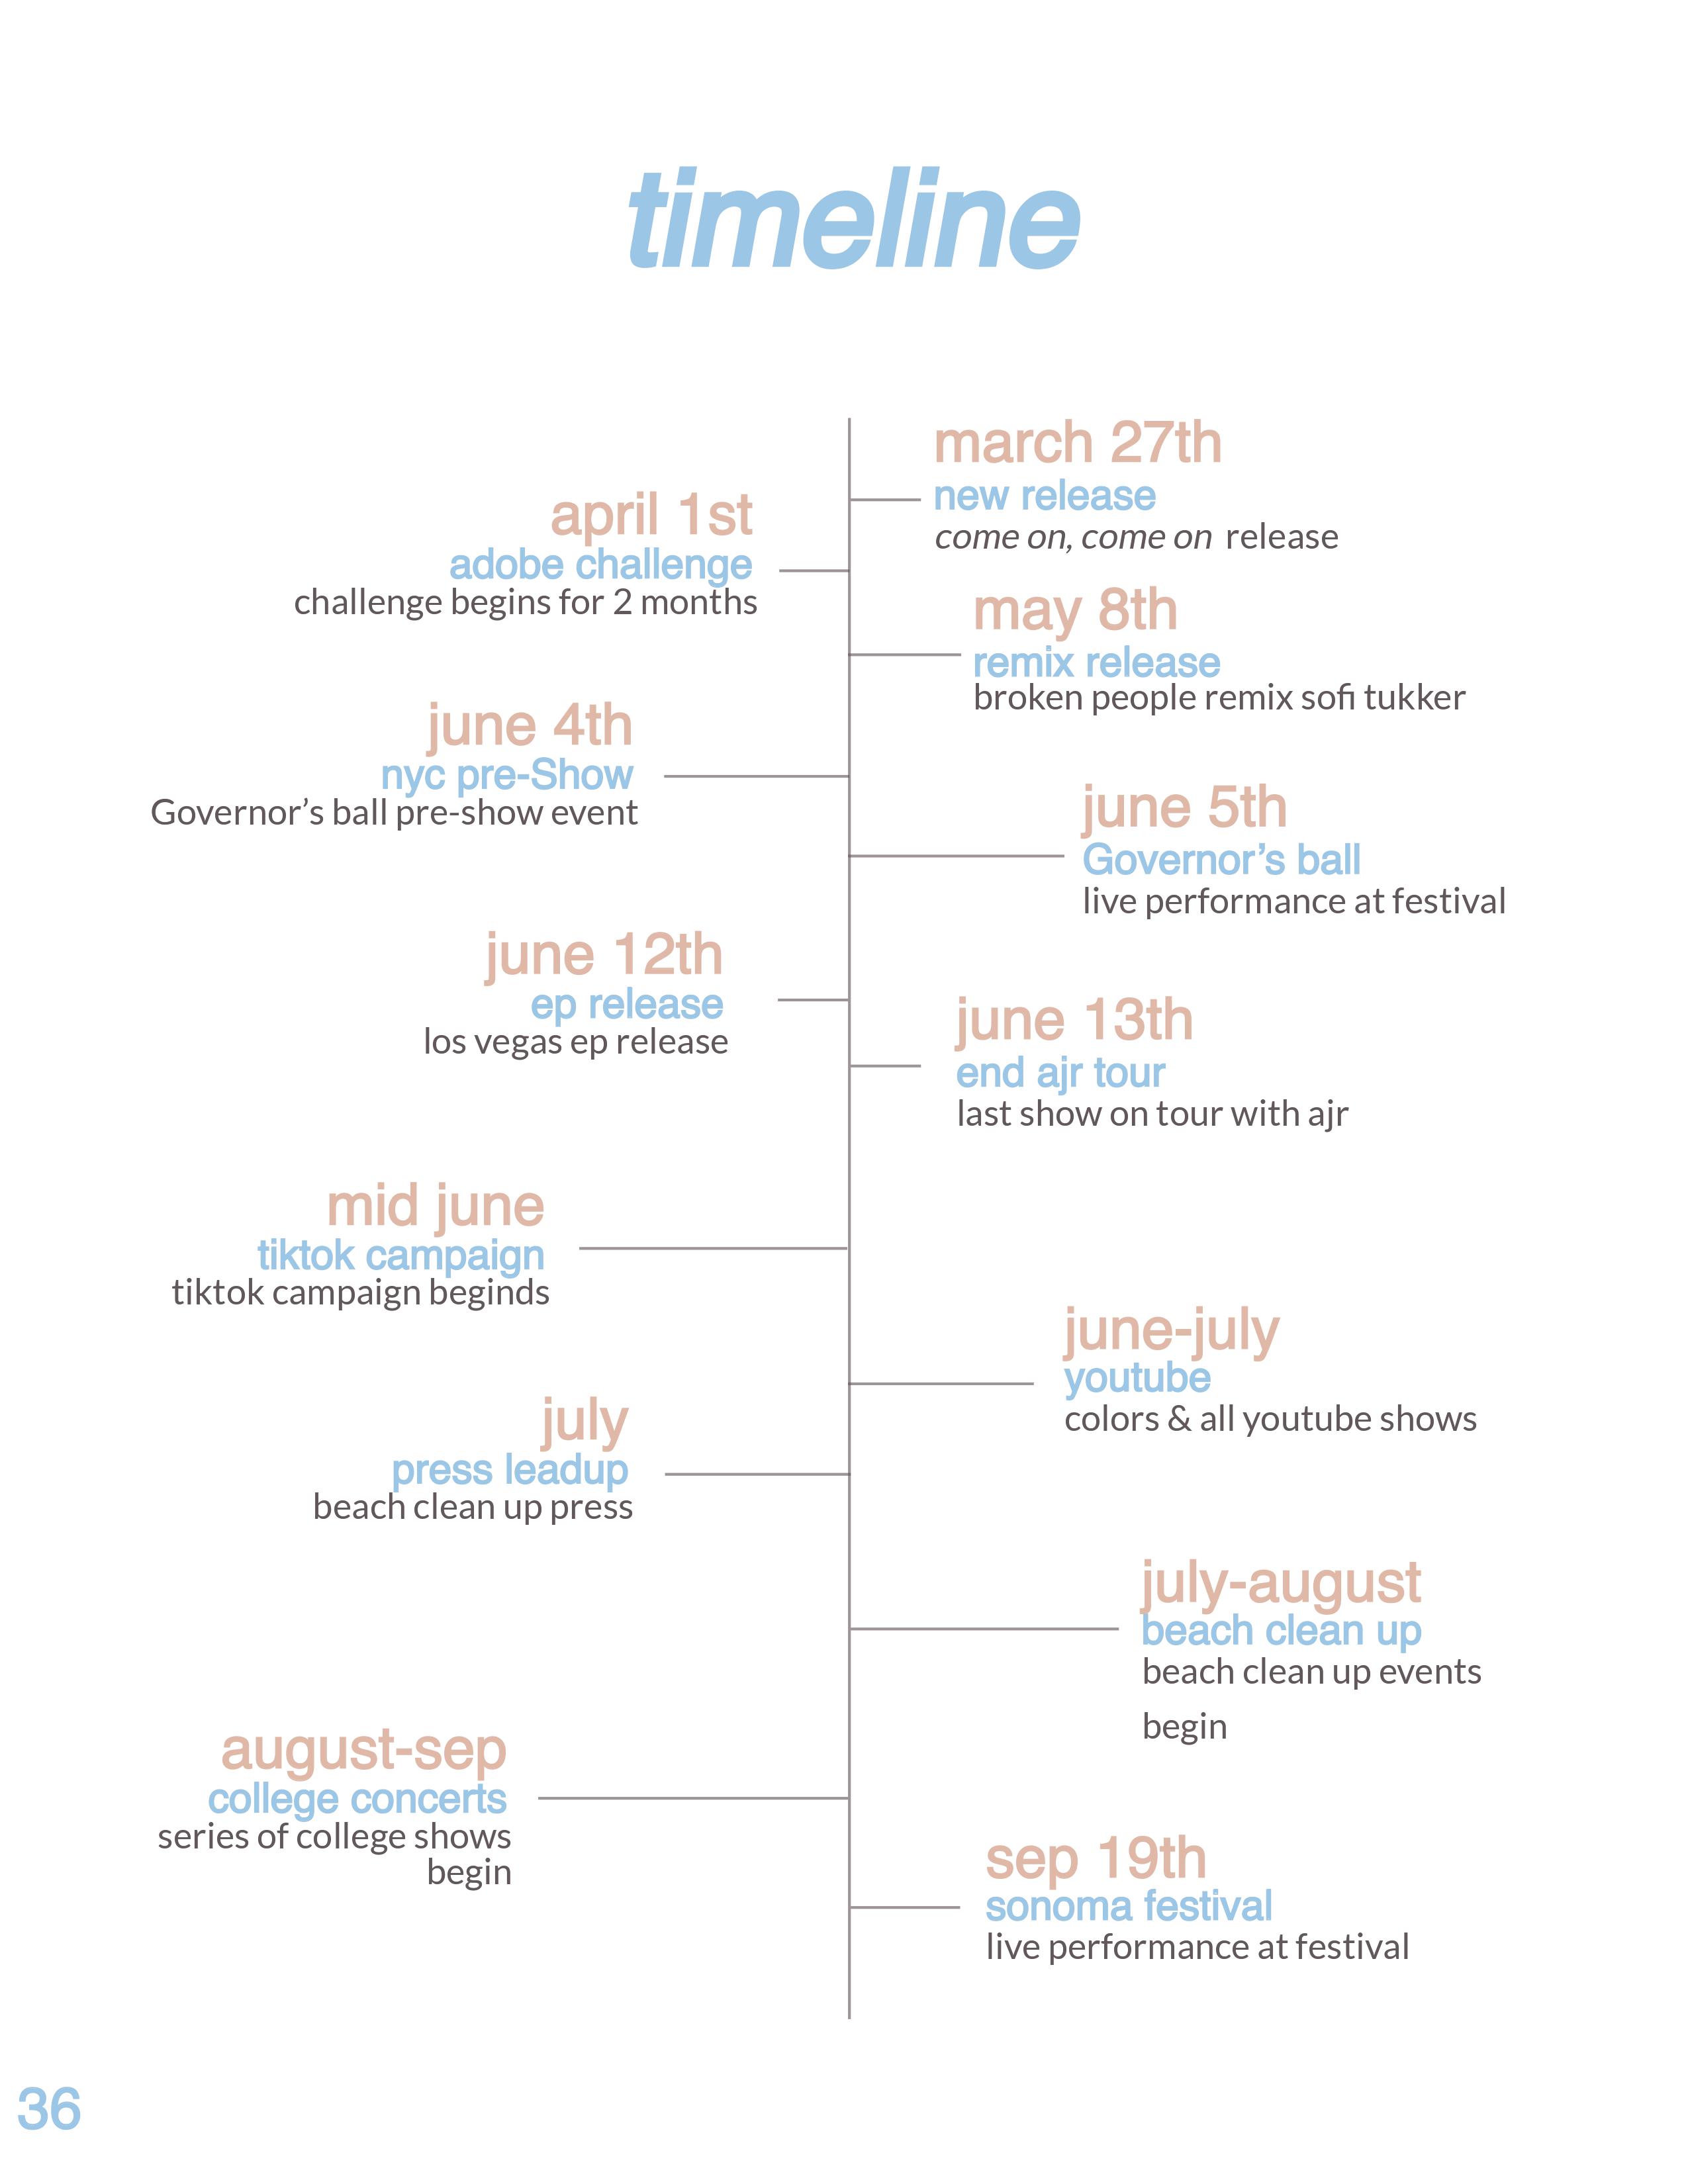 timeline
march 27th
new release
come on, come on release
april 1st
adobe challenge
challenge begins for 2 months
may 8th
remix release
broken people remix sofi tukker
june 4th
nyc pre-Show
Governor’s ball pre-show event
june 5th
Governor’s ball
live performance at festival
june 12th
ep release
los vegas ep release
june 13th
end ajr tour
last show on tour with ajr
mid june
tiktok campaign
tiktok campaign beginds
june-july
youtube
colors & all youtube shows
july
press leadup
beach clean up press
july-august
beach clean up
beach clean up events
begin
august-sep
college concerts
series of college shows
begin
sep 19th
sonoma festival
live performance at festival
36